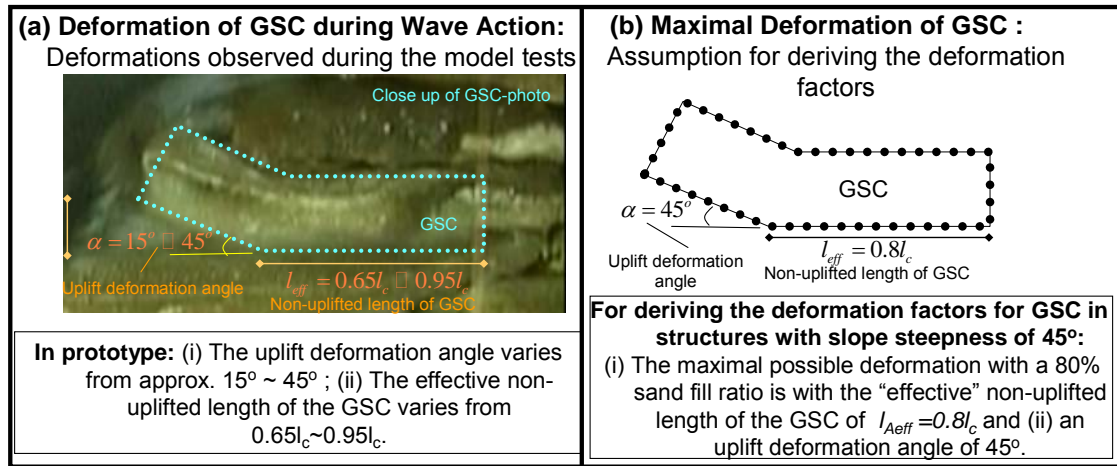 (a) Deformation of GSC during Wave Action:
Deformations observed during the model tests
Close up of GSC-photo
GSC
α = 15° □ 45°
Uplift deformation angle
l_eff = 0.65l_c □ 0.95l_c
Non-uplifted length of GSC
In prototype: (i) The uplift deformation angle varies
from approx. 15° ~ 45° ; (ii) The effective non-
uplifted length of the GSC varies from
0.65l_c~0.95l_c.
(b) Maximal Deformation of GSC :
Assumption for deriving the deformation
factors
GSC
α = 45°
Uplift deformation
angle
l_eff = 0.8l_c
Non-uplifted length of GSC
For deriving the deformation factors for GSC in
structures with slope steepness of 45°:
(i) The maximal possible deformation with a 80%
sand fill ratio is with the “effective” non-uplifted
length of the GSC of l_Aeff =0.8l_c and (ii) an
uplift deformation angle of 45°.